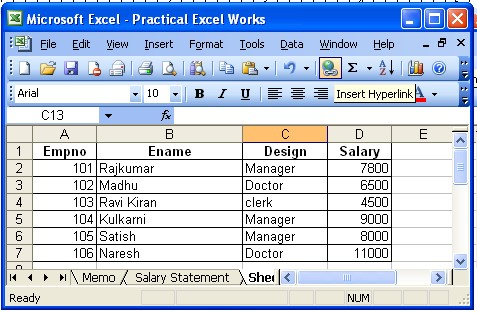 Microsoft Excel - Practical Excel Works
File Edit View Insert Format Tools Data Window Help
Arial 10 B I U Insert Hyperlink A
C13 fx
A B C D E
1 Empno Ename Design Salary
2 101 Rajkumar Manager 7800
3 102 Madhu Doctor 6500
4 103 Ravi Kiran clerk 4500
5 104 Kulkarni Manager 9000
6 105 Satish Manager 8000
7 106 Naresh Doctor 11000
Memo Salary Statement Shee
Ready NUM